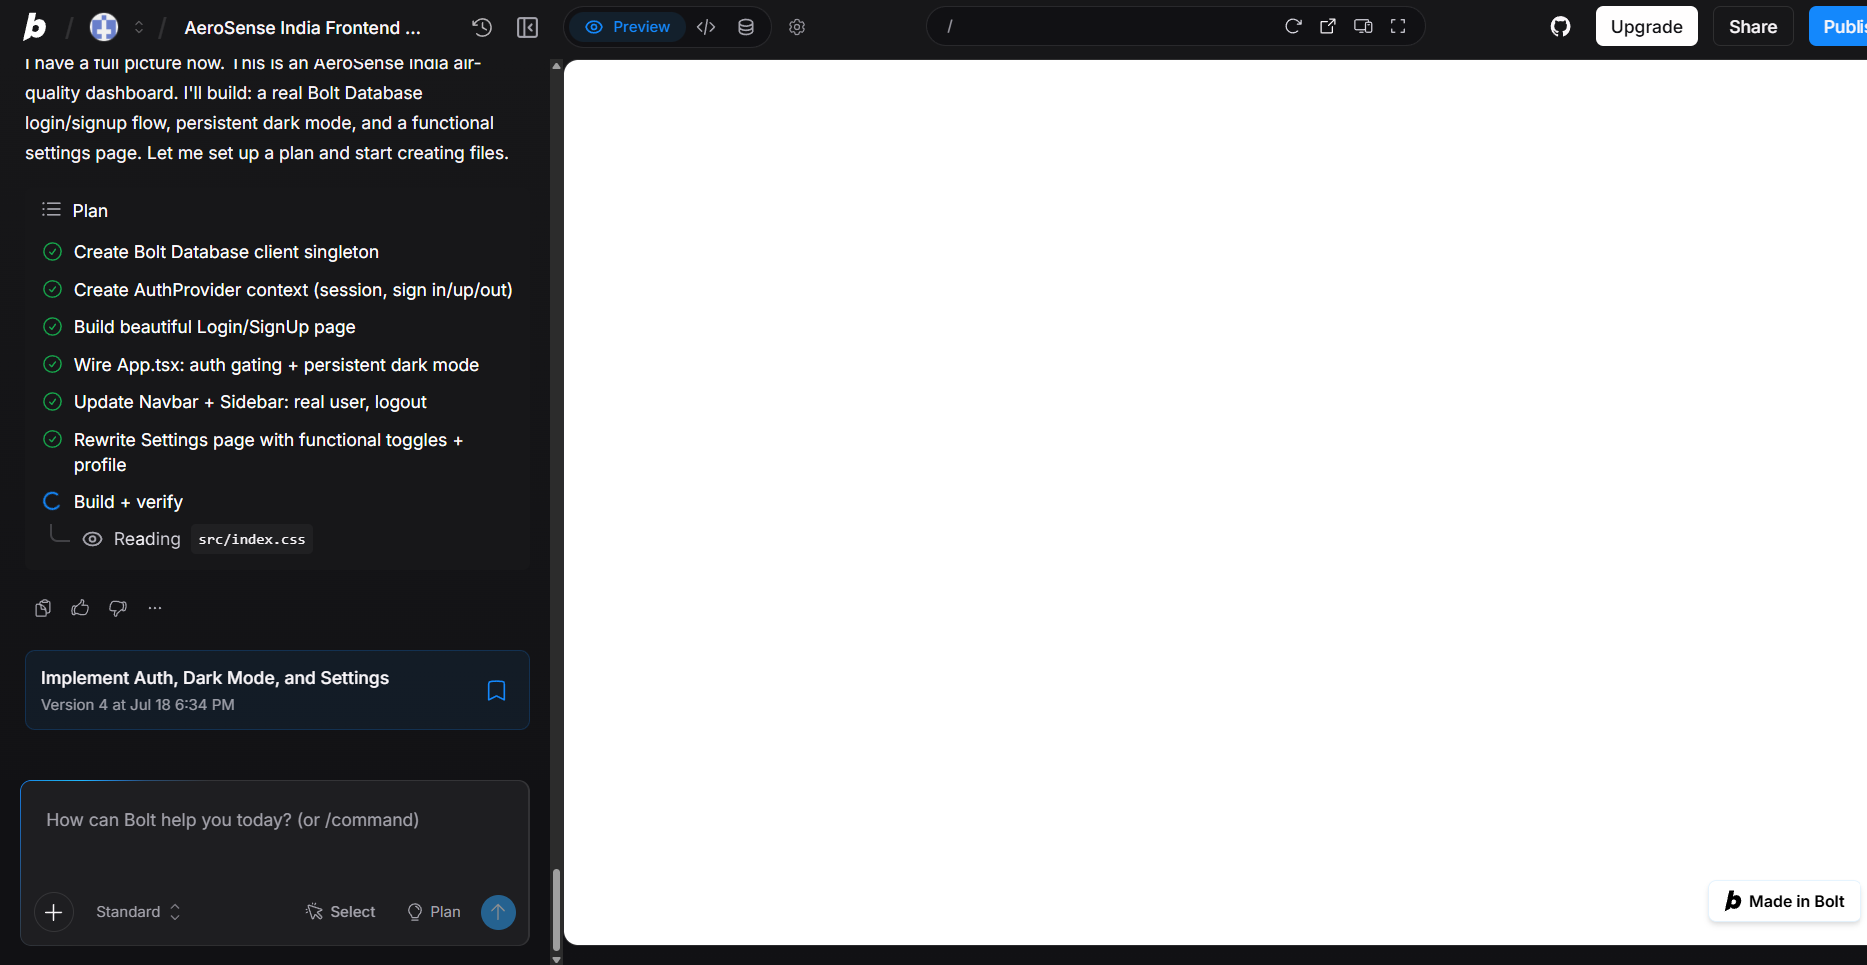 AeroSense India Frontend ...
Preview
/
Upgrade
Share
Publis
I have a full picture now. This is an AeroSense India air-
quality dashboard. I'll build: a real Bolt Database
login/signup flow, persistent dark mode, and a functional
settings page. Let me set up a plan and start creating files.
Plan
Create Bolt Database client singleton
Create AuthProvider context (session, sign in/up/out)
Build beautiful Login/SignUp page
Wire App.tsx: auth gating + persistent dark mode
Update Navbar + Sidebar: real user, logout
Rewrite Settings page with functional toggles +
profile
Build + verify
Reading src/index.css
Implement Auth, Dark Mode, and Settings
Version 4 at Jul 18 6:34 PM
How can Bolt help you today? (or /command)
Standard
Select
Plan
b Made in Bolt